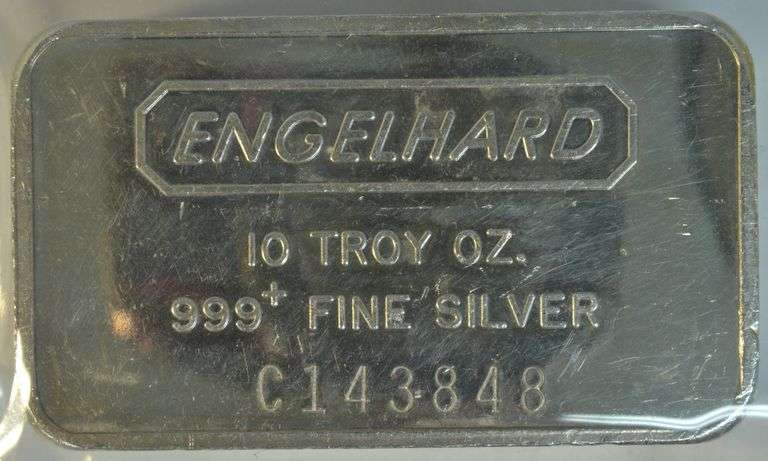 ENGELHARD
10 TROY OZ.
999+ FINE SILVER
C143848